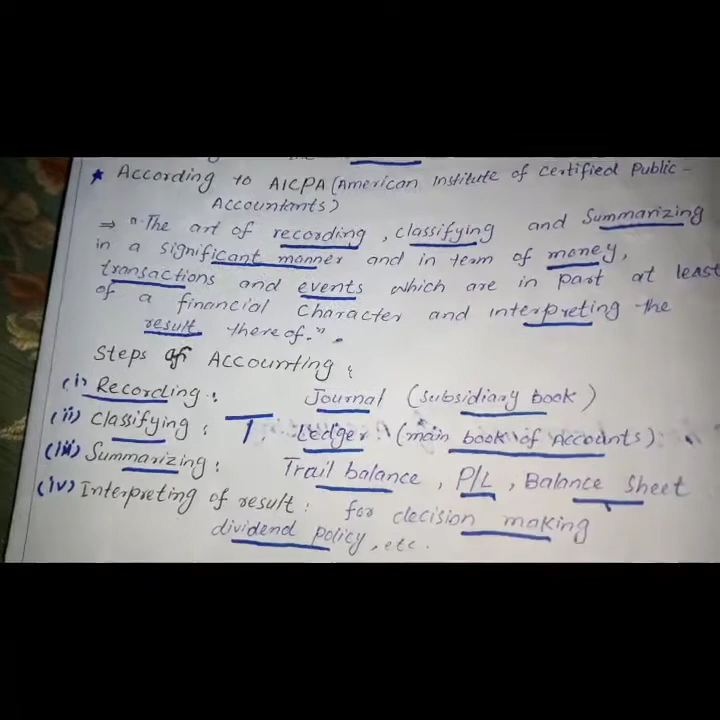 ★ According to AICPA (American Institute of Certified Public -
Accountants)
⇒ "The art of recording, classifying and Summarizing
in a significant manner and in term of money,
transactions and events which are in part at least
of a financial character and interpreting the
result there of."
Steps of Accounting :
(i) Recording : Journal (subsidiary book)
(ii) Classifying : T Ledger (main book of Accounts).
(iii) Summarizing : Trail balance, P/L, Balance Sheet
(iv) Interpreting of result : for decision making
dividend policy, etc.